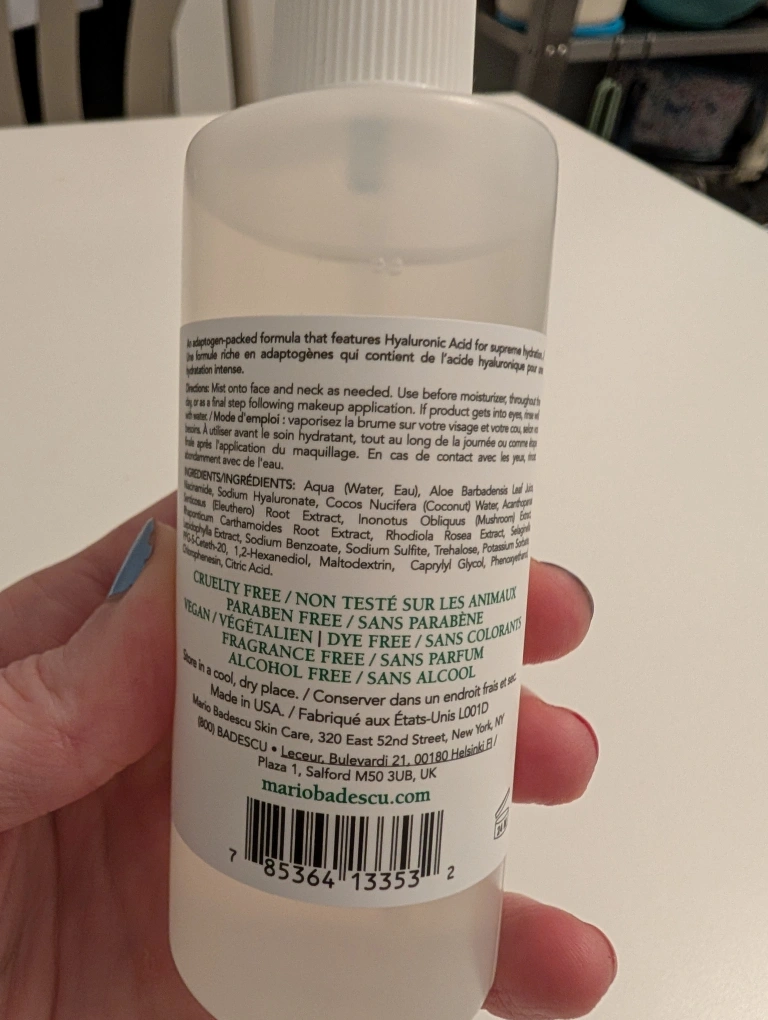 An adaptogen-packed formula that features Hyaluronic Acid for supreme hydration. /
Une formule riche en adaptogènes qui contient de l'acide hyaluronique pour une
hydratation intense.
Directions: Mist onto face and neck as needed. Use before moisturizer, throughout the
day, or as a final step following makeup application. If product gets into eyes, rinse well
with water. / Mode d'emploi : vaporisez la brume sur votre visage et votre cou, selon vos
besoins. À utiliser avant le soin hydratant, tout au long de la journée ou comme étape
finale après l'application du maquillage. En cas de contact avec les yeux, rincez
abondamment avec de l'eau.
INGREDIENTS/INGRÉDIENTS: Aqua (Water, Eau), Aloe Barbadensis Leaf Juice,
Niacinamide, Sodium Hyaluronate, Cocos Nucifera (Coconut) Water, Acanthopanax
Senticosus (Eleuthero) Root Extract, Inonotus Obliquus (Mushroom) Extract,
Rhaponticum Carthamoides Root Extract, Rhodiola Rosea Extract, Selaginella
Lepidophylla Extract, Sodium Benzoate, Sodium Sulfite, Trehalose, Potassium Sorbate,
PPG-5-Ceteth-20, 1,2-Hexanediol, Maltodextrin, Caprylyl Glycol, Phenoxyethanol,
Chlorphenesin, Citric Acid.
CRUELTY FREE / NON TESTÉ SUR LES ANIMAUX
PARABEN FREE / SANS PARABÈNE
VEGAN / VÉGÉTALIEN | DYE FREE / SANS COLORANTS
FRAGRANCE FREE / SANS PARFUM
ALCOHOL FREE / SANS ALCOOL
Store in a cool, dry place. / Conserver dans un endroit frais et sec.
Made in USA. / Fabriqué aux États-Unis L001D
Mario Badescu Skin Care, 320 East 52nd Street, New York, NY
(800) BADESCU • Leceur, Bulevardi 21, 00180 Helsinki FI /
Plaza 1, Salford M50 3UB, UK
mariobadescu.com
7 85364 13353 2